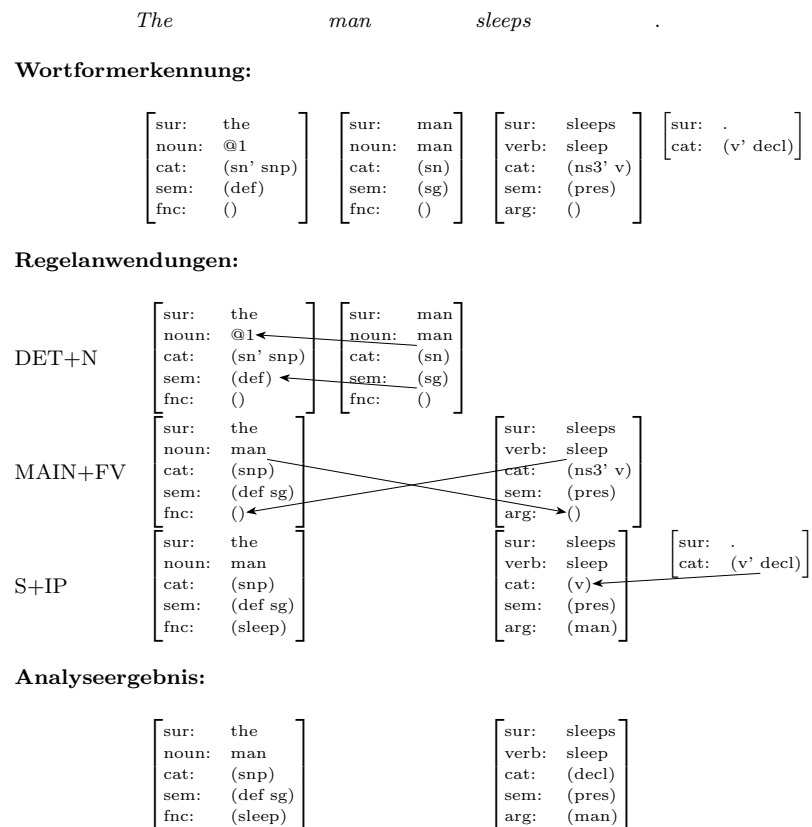 The man sleeps .
Wortformerkennung:
sur: the sur: man sur: sleeps sur: .
noun: @1 noun: man verb: sleep cat: (v' decl)
cat: (sn' snp) cat: (sn) cat: (ns3' v)
sem: (def) sem: (sg) sem: (pres)
fnc: () fnc: () arg: ()
Regelanwendungen:
sur: the sur: man
noun: @1 noun: man
DET+N cat: (sn' snp) cat: (sn)
sem: (def) sem: (sg)
fnc: () fnc: ()
sur: the sur: sleeps
noun: man verb: sleep
MAIN+FV cat: (snp) cat: (ns3' v)
sem: (def sg) sem: (pres)
fnc: () arg: ()
sur: the sur: sleeps sur: .
noun: man verb: sleep cat: (v' decl)
S+IP cat: (snp) cat: (v)
sem: (def sg) sem: (pres)
fnc: (sleep) arg: (man)
Analyseergebnis:
sur: the sur: sleeps
noun: man verb: sleep
cat: (snp) cat: (decl)
sem: (def sg) sem: (pres)
fnc: (sleep) arg: (man)